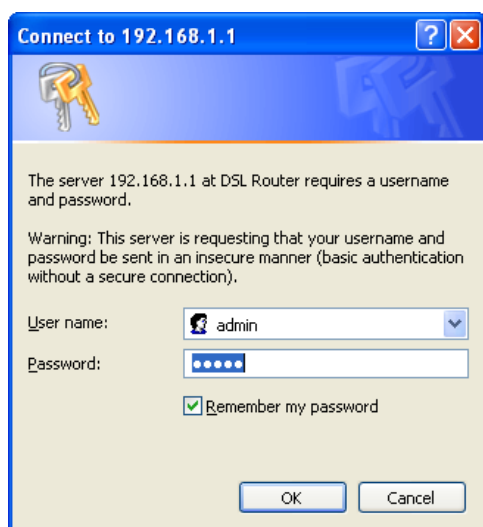 Connect to 192.168.1.1
The server 192.168.1.1 at DSL Router requires a username
and password.
Warning: This server is requesting that your username and
password be sent in an insecure manner (basic authentication
without a secure connection).
User name:
admin
Password:
•••••
Remember my password
OK
Cancel